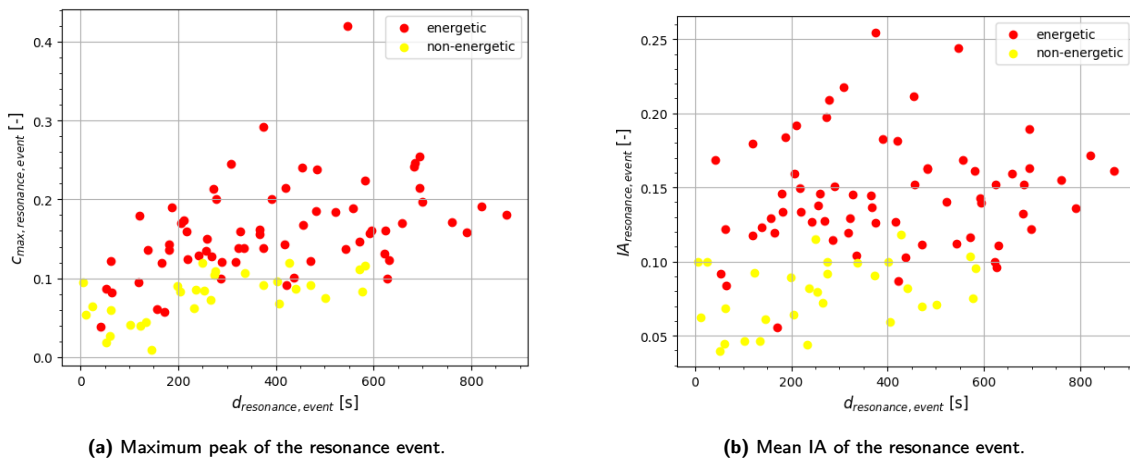 energetic
non-energetic
0.4
0.3
0.2
0.1
0.0
c_max,resonance,event [-]
0 200 400 600 800
d_resonance,event [s]
(a) Maximum peak of the resonance event.
energetic
non-energetic
0.25
0.20
0.15
0.10
0.05
IA_resonance,event [-]
0 200 400 600 800
d_resonance,event [s]
(b) Mean IA of the resonance event.